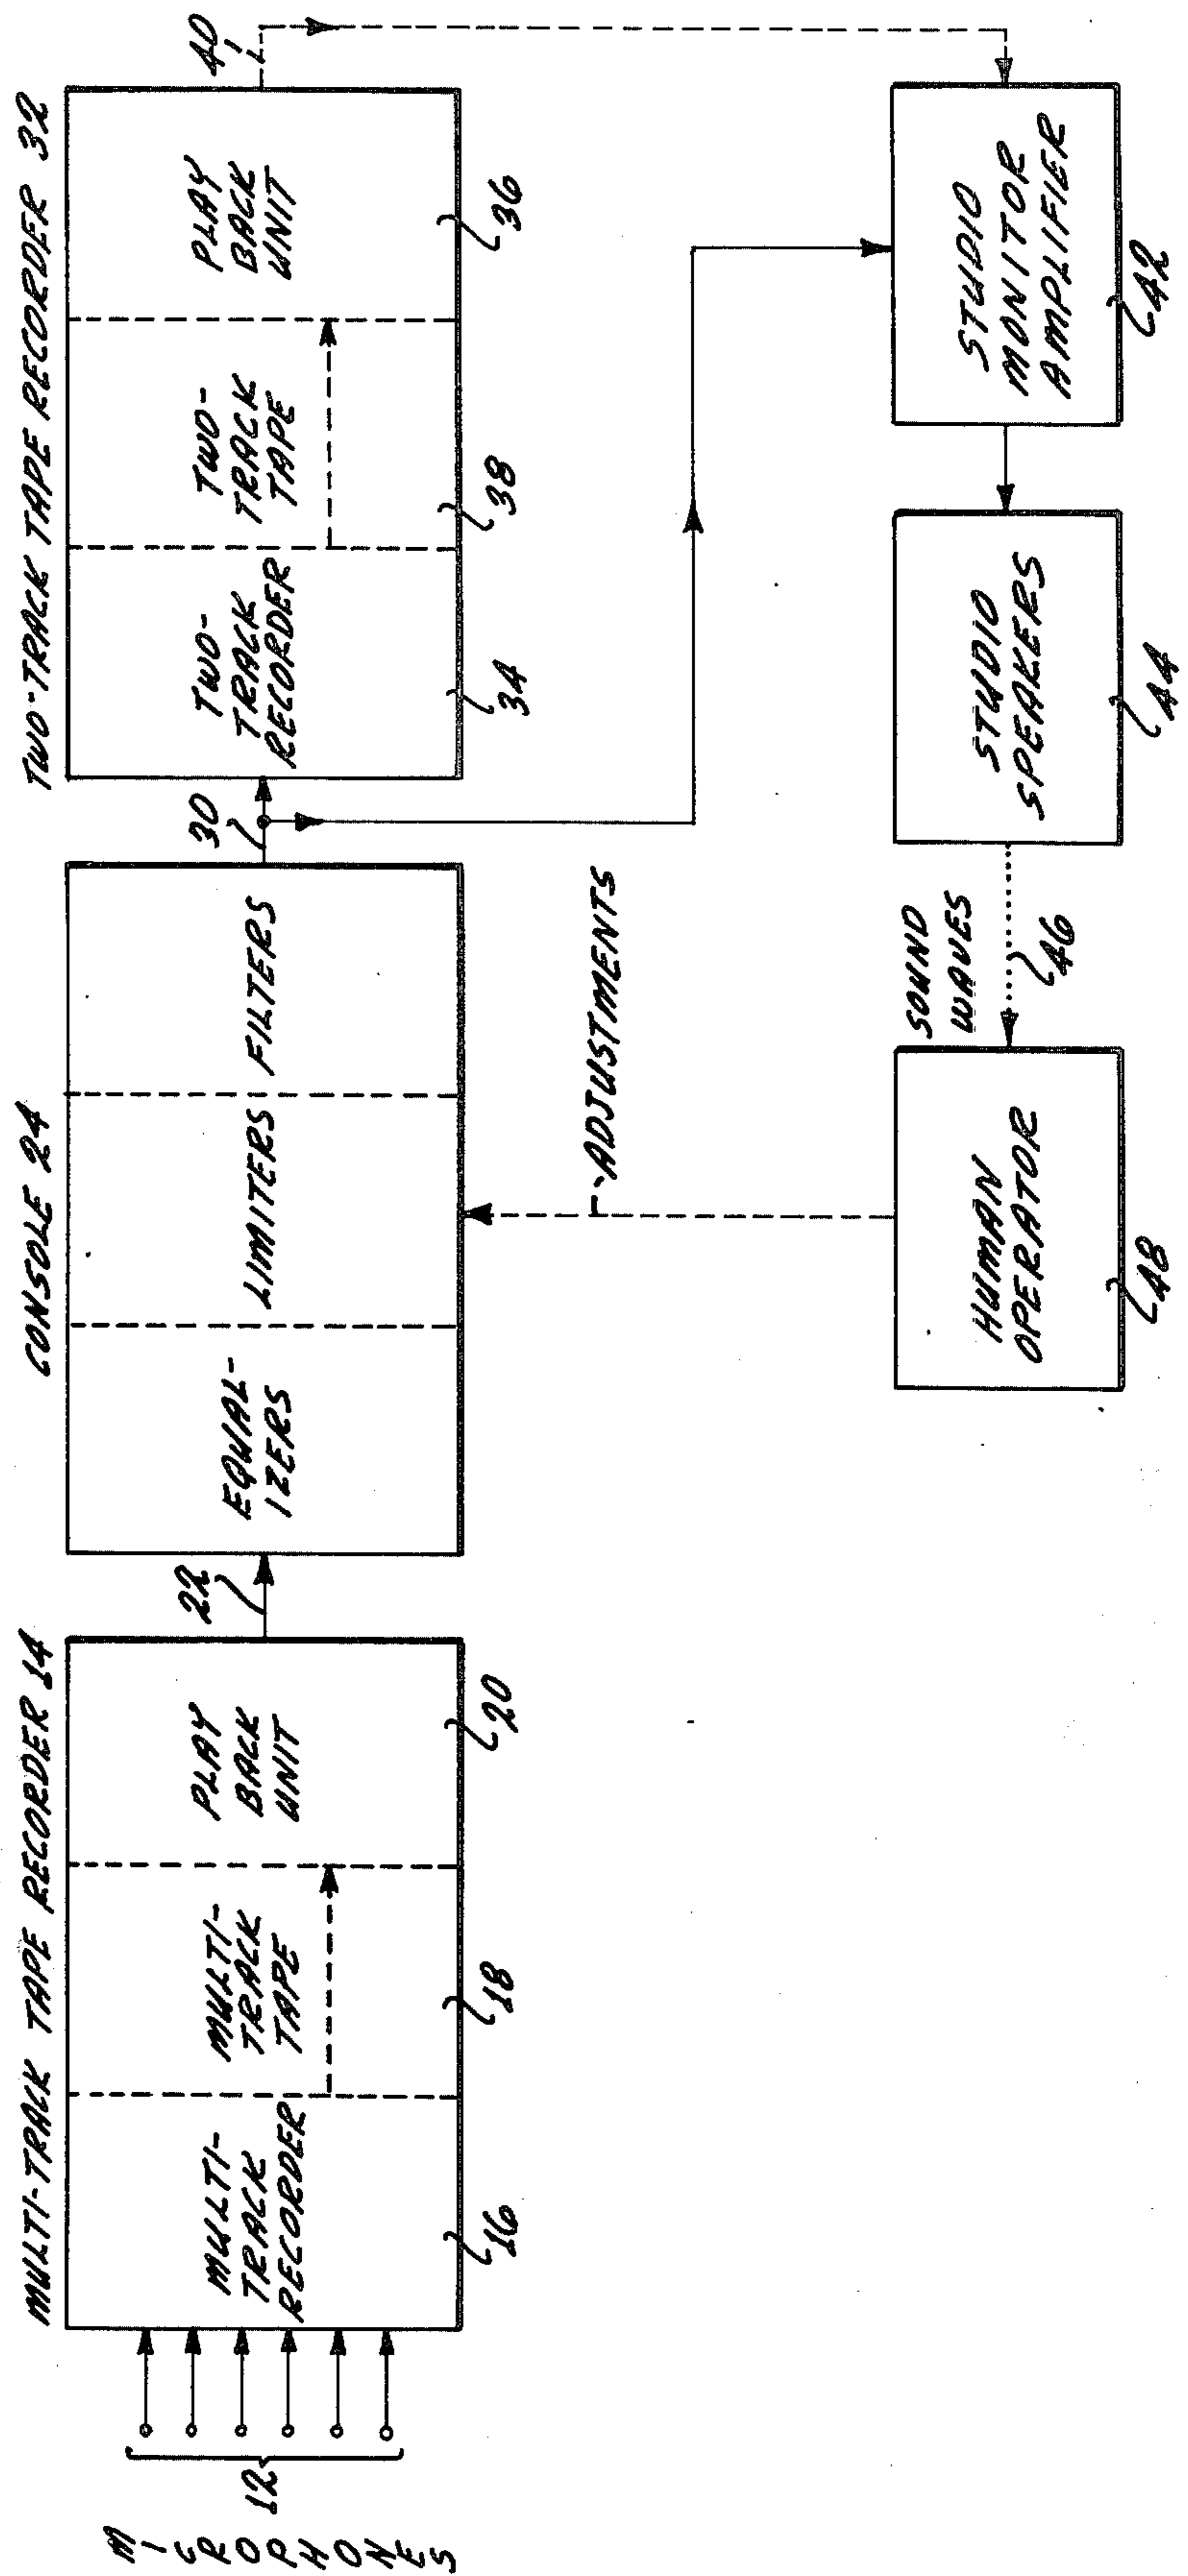 MICROPHONES
12
MULTI-TRACK TAPE RECORDER 14
MULTI-
TRACK
RECORDER
16
MULTI-
TRACK
TAPE
18
PLAY
BACK
UNIT
20
22
CONSOLE 24
EQUAL-
IZERS
LIMITERS
FILTERS
30
TWO-TRACK TAPE RECORDER 32
TWO-
TRACK
RECORDER
34
TWO-
TRACK
TAPE
38
PLAY
BACK
UNIT
36
40
ADJUSTMENTS
HUMAN
OPERATOR
48
SOUND
WAVES
46
STUDIO
SPEAKERS
44
STUDIO
MONITOR
AMPLIFIER
42